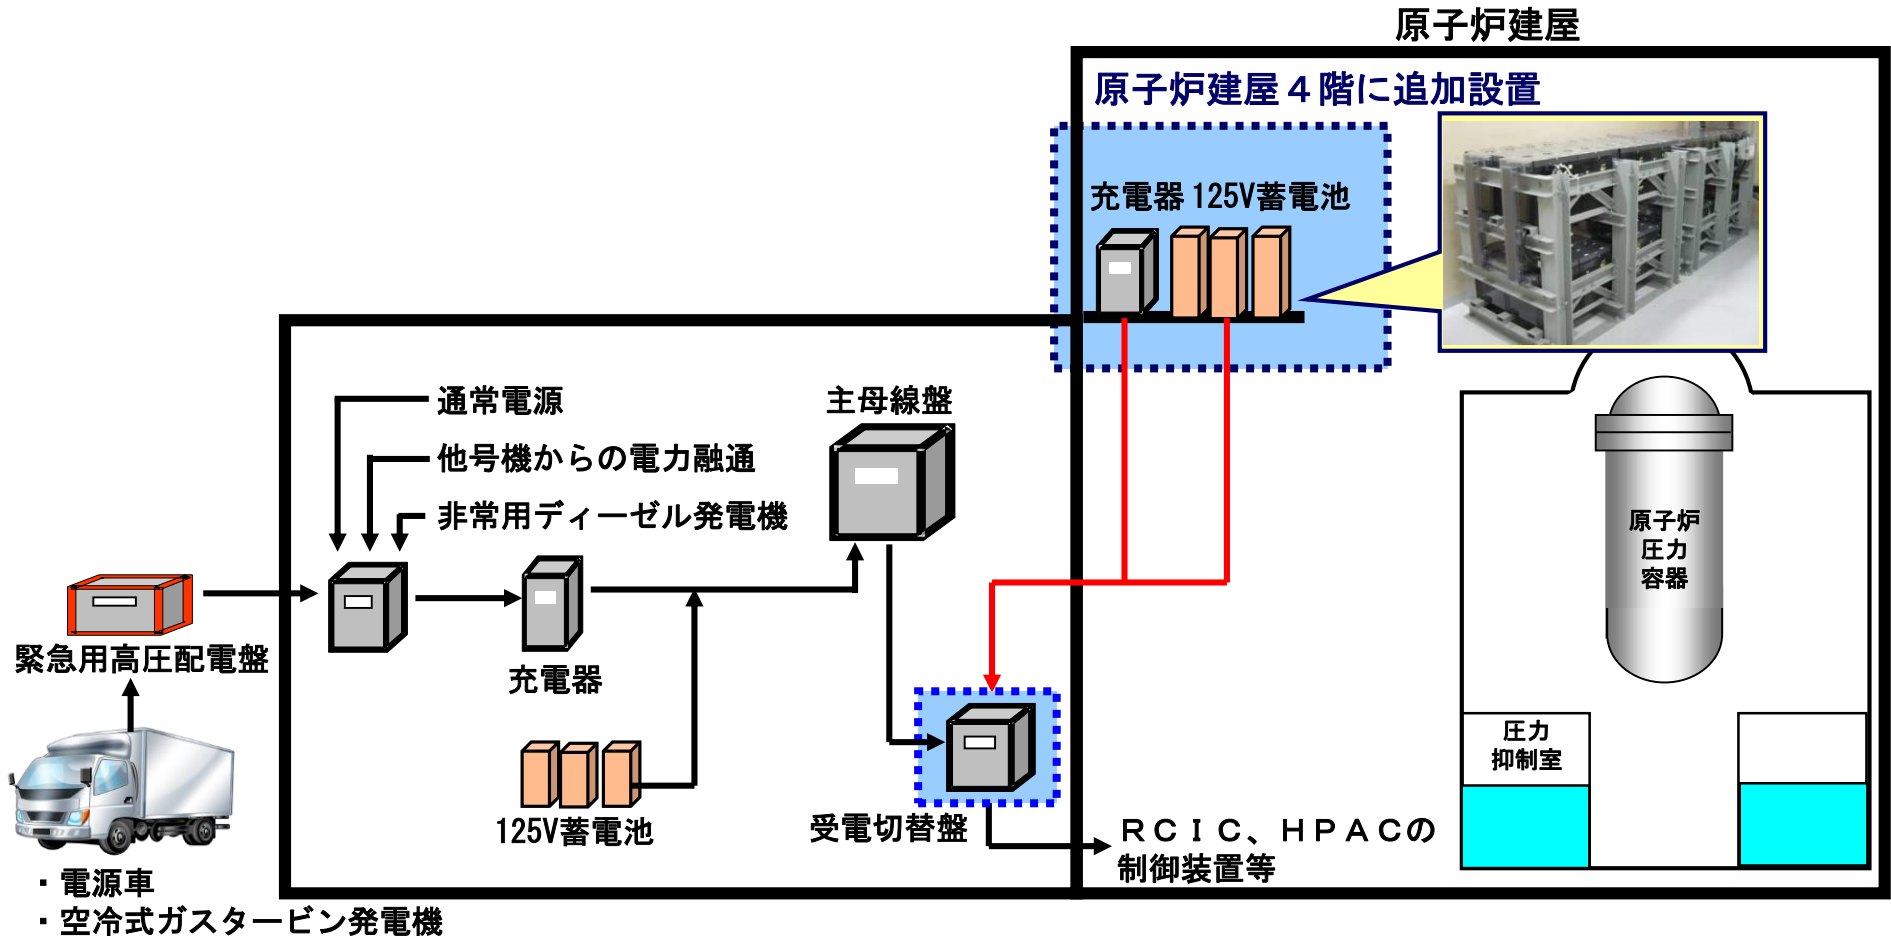 原子炉建屋
原子炉建屋４階に追加設置
充電器 125V蓄電池
通常電源
他号機からの電力融通
非常用ディーゼル発電機
主母線盤
緊急用高圧配電盤
充電器
125V蓄電池
受電切替盤
ＲＣＩＣ、ＨＰＡＣの
制御装置等
原子炉
圧力
容器
圧力
抑制室
・電源車
・空冷式ガスタービン発電機